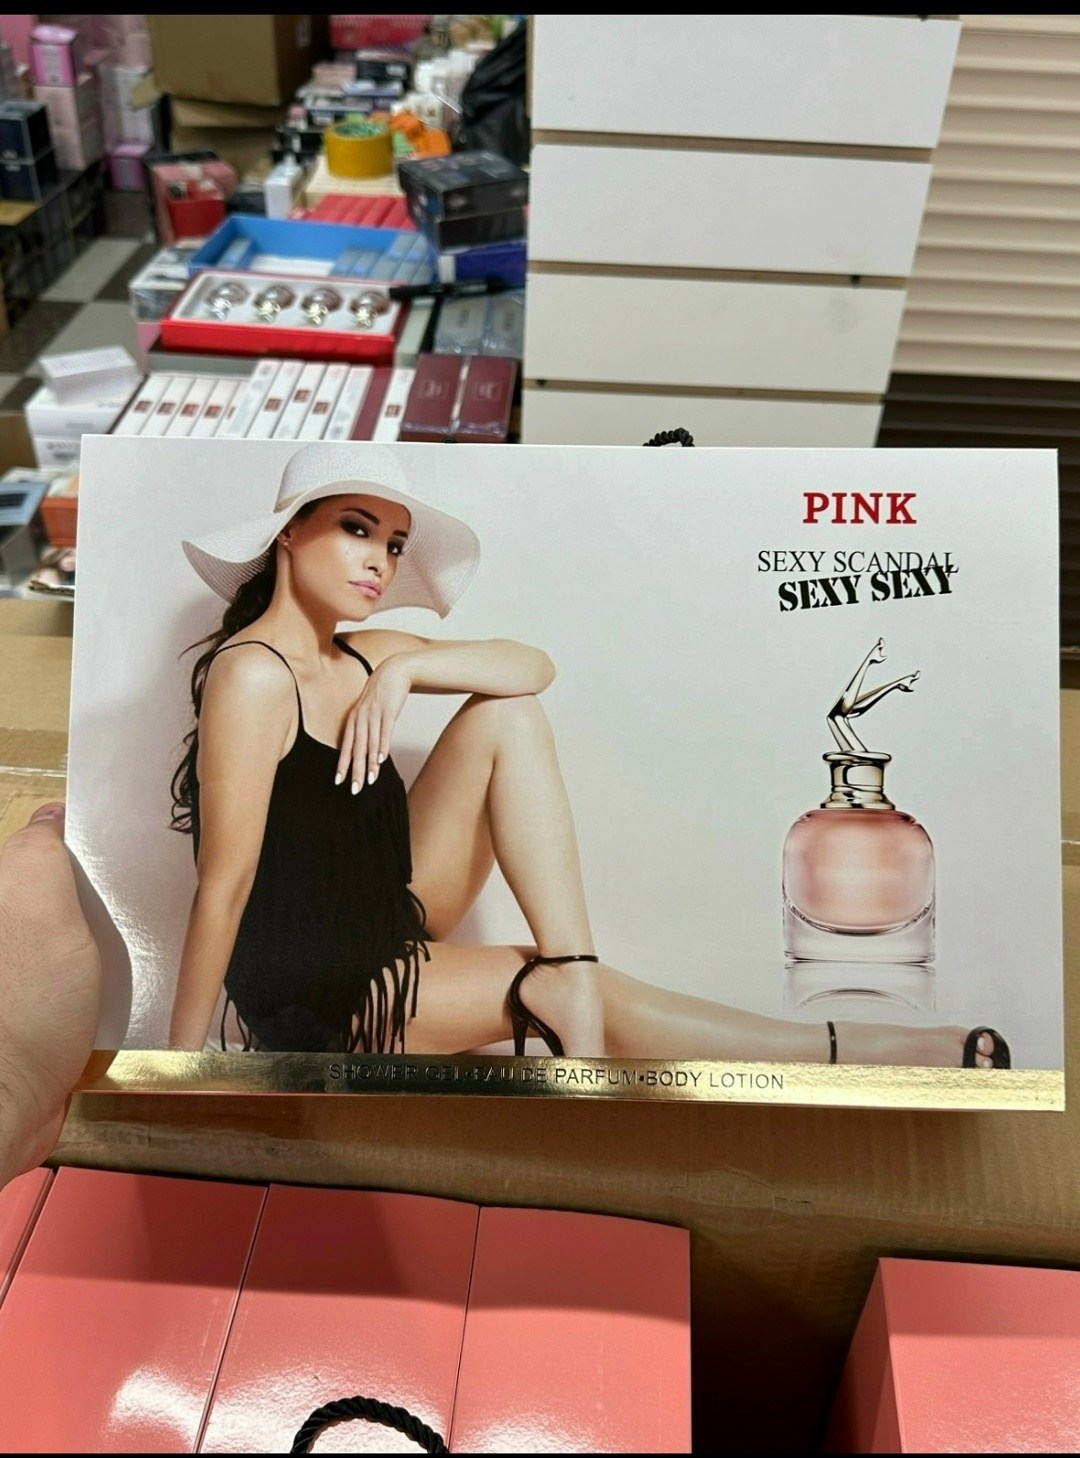 PINK
SEXY SCANDAL
SEXY SEXY
SHOWER GEL•EAU DE PARFUM•BODY LOTION